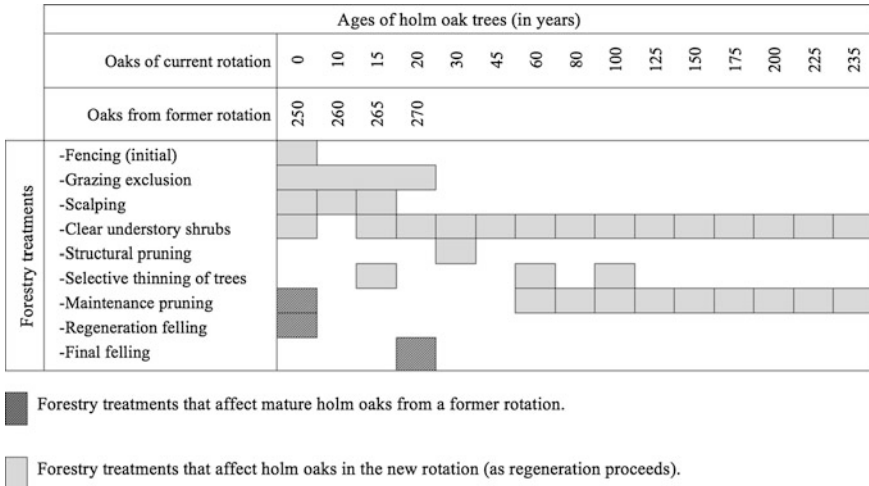 Ages of holm oak trees (in years)
Oaks of current rotation 0 10 15 20 30 45 60 80 100 125 150 175 200 225 235
Oaks from former rotation 250 260 265 270
Forestry treatments
-Fencing (initial)
-Grazing exclusion
-Scalping
-Clear understory shrubs
-Structural pruning
-Selective thinning of trees
-Maintenance pruning
-Regeneration felling
-Final felling
Forestry treatments that affect mature holm oaks from a former rotation.
Forestry treatments that affect holm oaks in the new rotation (as regeneration proceeds).